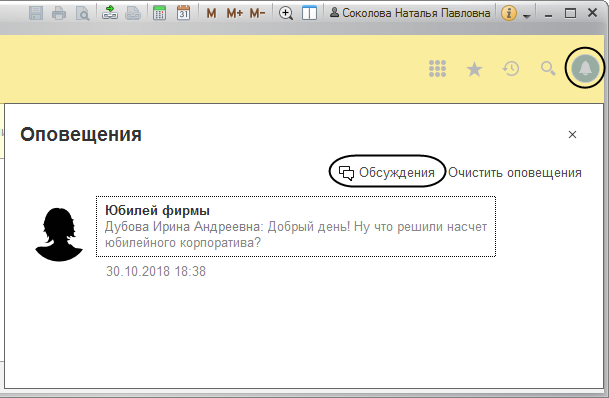 M M+ M- Соколова Наталья Павловна
31
Оповещения
Обсуждения Очистить оповещения
Юбилей фирмы
Дубова Ирина Андреевна: Добрый день! Ну что решили насчет
юбилейного корпоратива?
30.10.2018 18:38